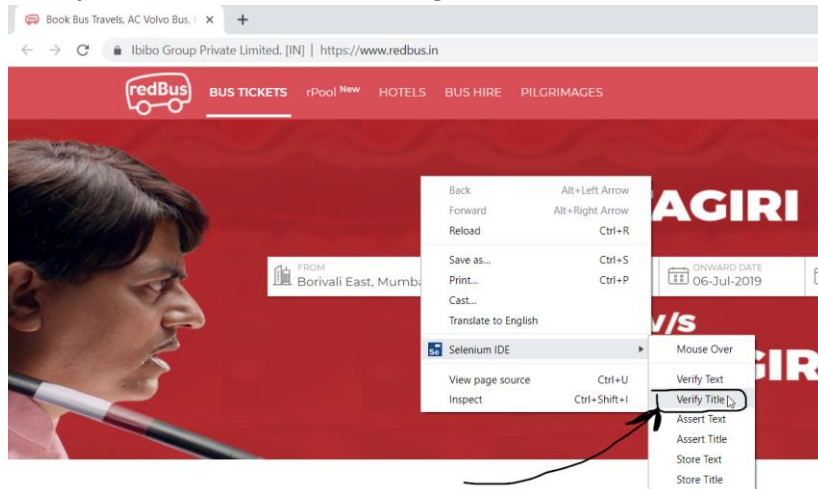 Book Bus Travels, AC Volvo Bus,
Ibibo Group Private Limited. [IN] | https://www.redbus.in
redBus BUS TICKETS rPool New HOTELS BUS HIRE PILGRIMAGES
AGIRI
Back Alt+Left Arrow
Forward Alt+Right Arrow
Reload Ctrl+R
Save as... Ctrl+S
Print... Ctrl+P
Cast...
Translate to English
Selenium IDE
View page source Ctrl+U
Inspect Ctrl+Shift+I
FROM
Borivali East, Mumb
ONWARD DATE
06-Jul-2019
V/S
GIR
Se
Mouse Over
Verify Text
Verify Title
Assert Text
Assert Title
Store Text
Store Title